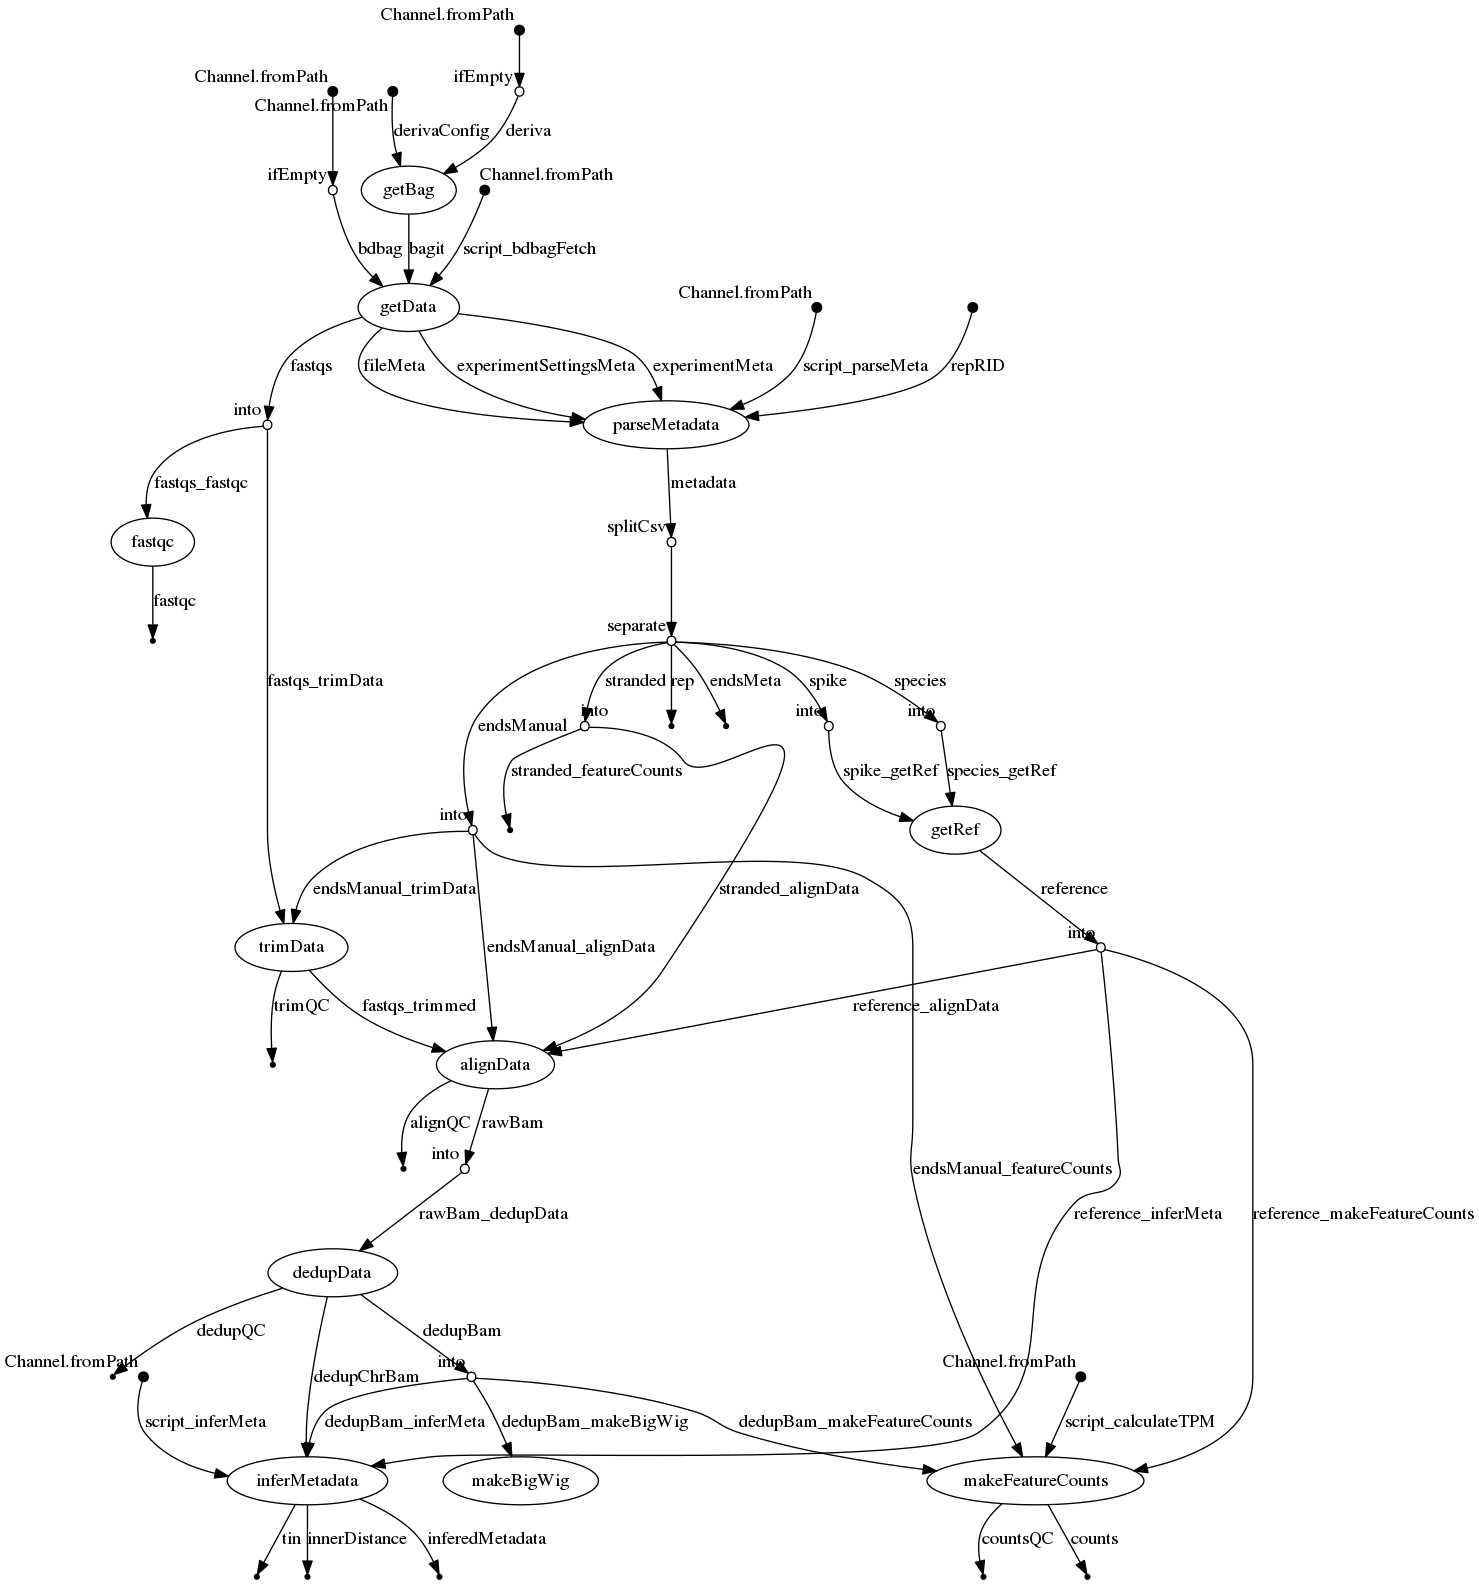 Channel.fromPath
Channel.fromPath
ifEmpty
Channel.fromPath
derivaConfig
deriva
ifEmpty
getBag
Channel.fromPath
bdbag
bagit
script_bdbagFetch
getData
Channel.fromPath
fastqs
fileMeta
experimentSettingsMeta
experimentMeta
script_parseMeta
repRID
into
parseMetadata
fastqs_fastqc
metadata
splitCsv
fastqc
fastqc
separate
fastqs_trimData
stranded
rep
endsMeta
spike
species
endsManual
into
into
into
stranded_featureCounts
spike_getRef
species_getRef
into
getRef
endsManual_trimData
stranded_alignData
reference
into
trimData
endsManual_alignData
trimQC
fastqs_trimmed
reference_alignData
alignData
alignQC
rawBam
into
endsManual_featureCounts
rawBam_dedupData
reference_inferMeta
reference_makeFeatureCounts
dedupData
dedupQC
dedupBam
Channel.fromPath
into
Channel.fromPath
dedupChrBam
script_inferMeta
dedupBam_inferMeta
dedupBam_makeBigWig
dedupBam_makeFeatureCounts
script_calculateTPM
inferMetadata
makeBigWig
makeFeatureCounts
tin
innerDistance
inferedMetadata
countsQC
counts